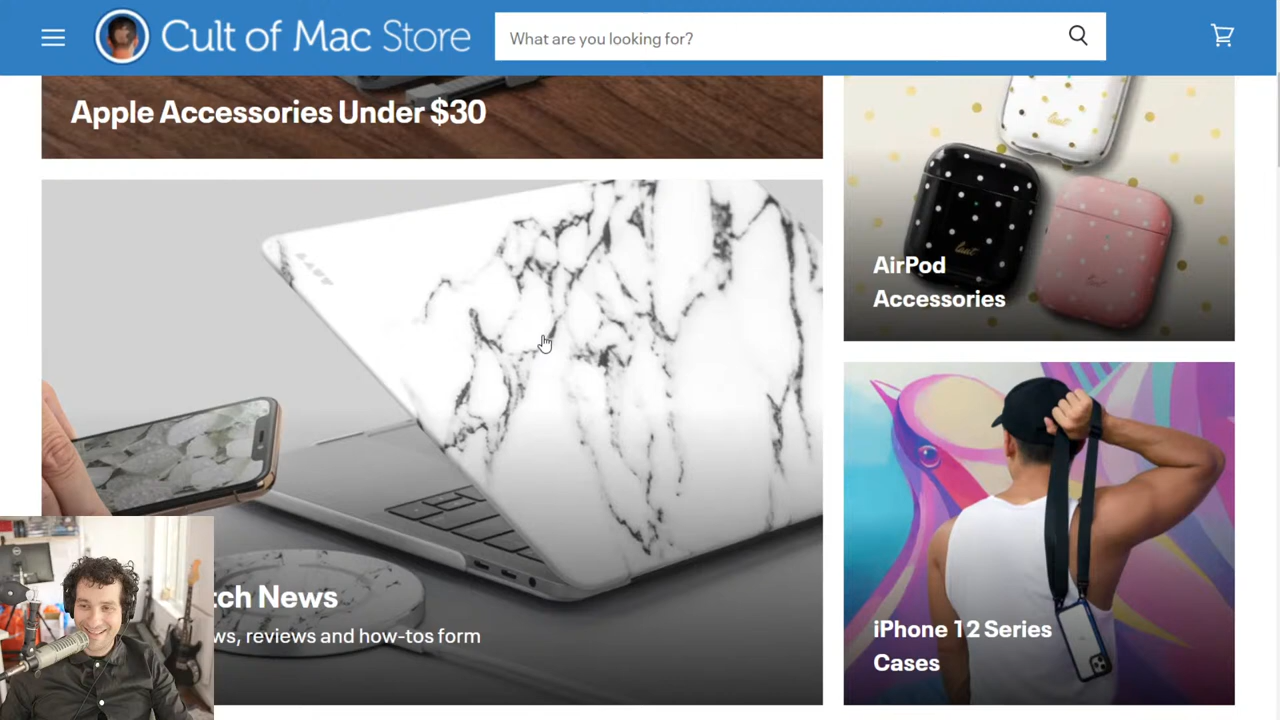 Cult of Mac Store
What are you looking for?
Apple Accessories Under $30
AirPod
Accessories
tch News
ws, reviews and how-tos form
iPhone 12 Series
Cases